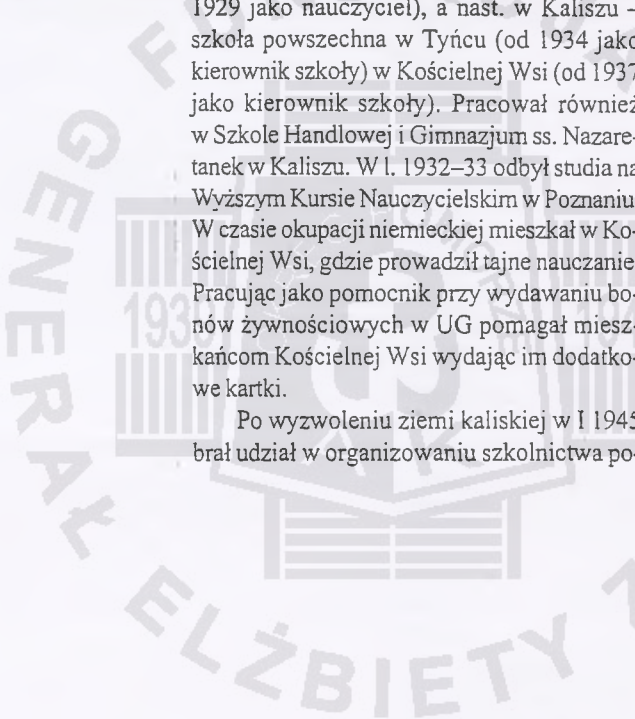 1929 jako nauczyciel), a nast. w Kaliszu –
szkoła powszechna w Tyńcu (od 1934 jako
kierownik szkoły) w Kościelnej Wsi (od 1937
jako kierownik szkoły). Pracował również
w Szkole Handlowej i Gimnazjum ss. Nazare-
tanek w Kaliszu. W l. 1932–33 odbył studia na
Wyższym Kursie Nauczycielskim w Poznaniu
W czasie okupacji niemieckiej mieszkał w Ko-
ścielnej Wsi, gdzie prowadził tajne nauczanie
Pracując jako pomocnik przy wydawaniu bo-
nów żywnościowych w UG pomagał miesz-
kańcom Kościelnej Wsi wydając im dodatko-
we kartki.
Po wyzwoleniu ziemi kaliskiej w I 1945
brał udział w organizowaniu szkolnictwa po-
GENERAŁ ELŻBIETY